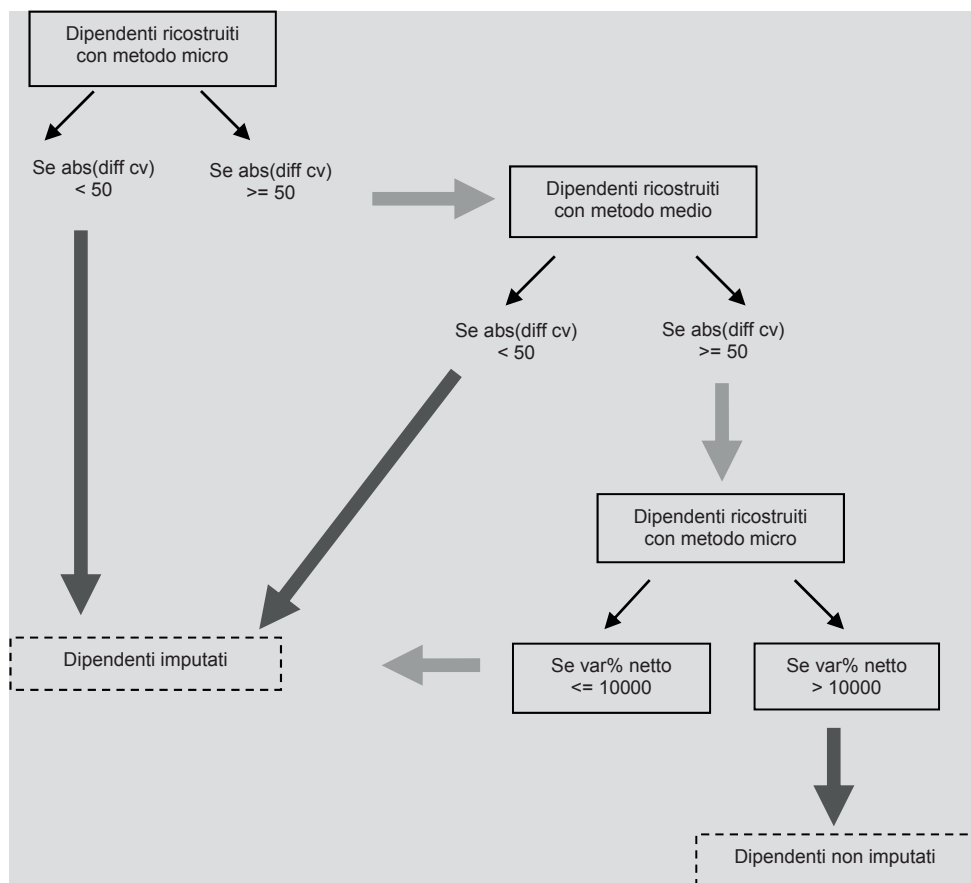 Dipendenti ricostruiti
con metodo micro
Se abs(diff cv)
< 50
Se abs(diff cv)
>= 50
Dipendenti ricostruiti
con metodo medio
Se abs(diff cv)
< 50
Se abs(diff cv)
>= 50
Dipendenti ricostruiti
con metodo micro
Dipendenti imputati
Se var% netto
<= 10000
Se var% netto
> 10000
Dipendenti non imputati